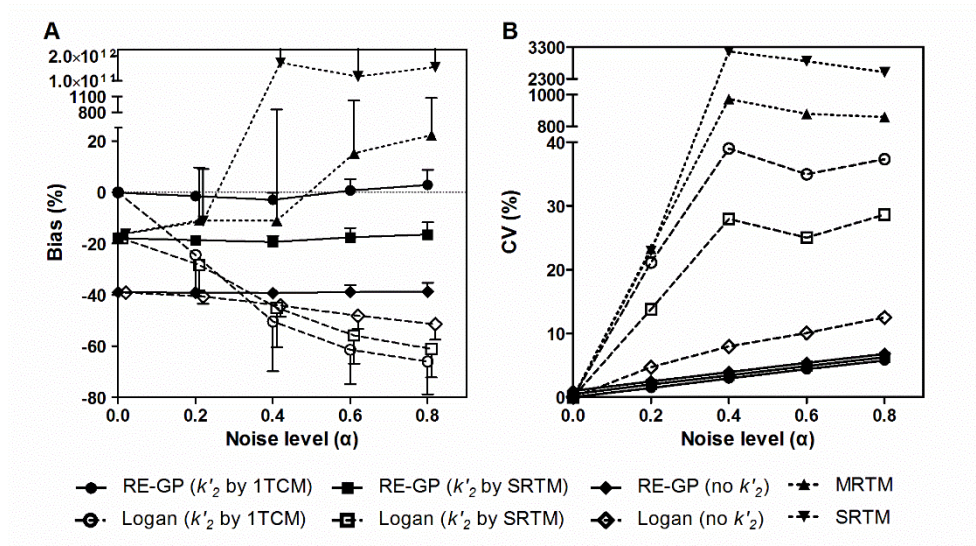 A
B
2.0×10¹²
1.0×10¹¹
1100
800
20
0
-20
-40
-60
-80
Bias (%)
0.0 0.2 0.4 0.6 0.8
Noise level (α)
3300
2300
1000
800
40
30
20
10
0
CV (%)
0.0 0.2 0.4 0.6 0.8
Noise level (α)
RE-GP (k'₂ by 1TCM) RE-GP (k'₂ by SRTM) RE-GP (no k'₂) MRTM
Logan (k'₂ by 1TCM) Logan (k'₂ by SRTM) Logan (no k'₂) SRTM